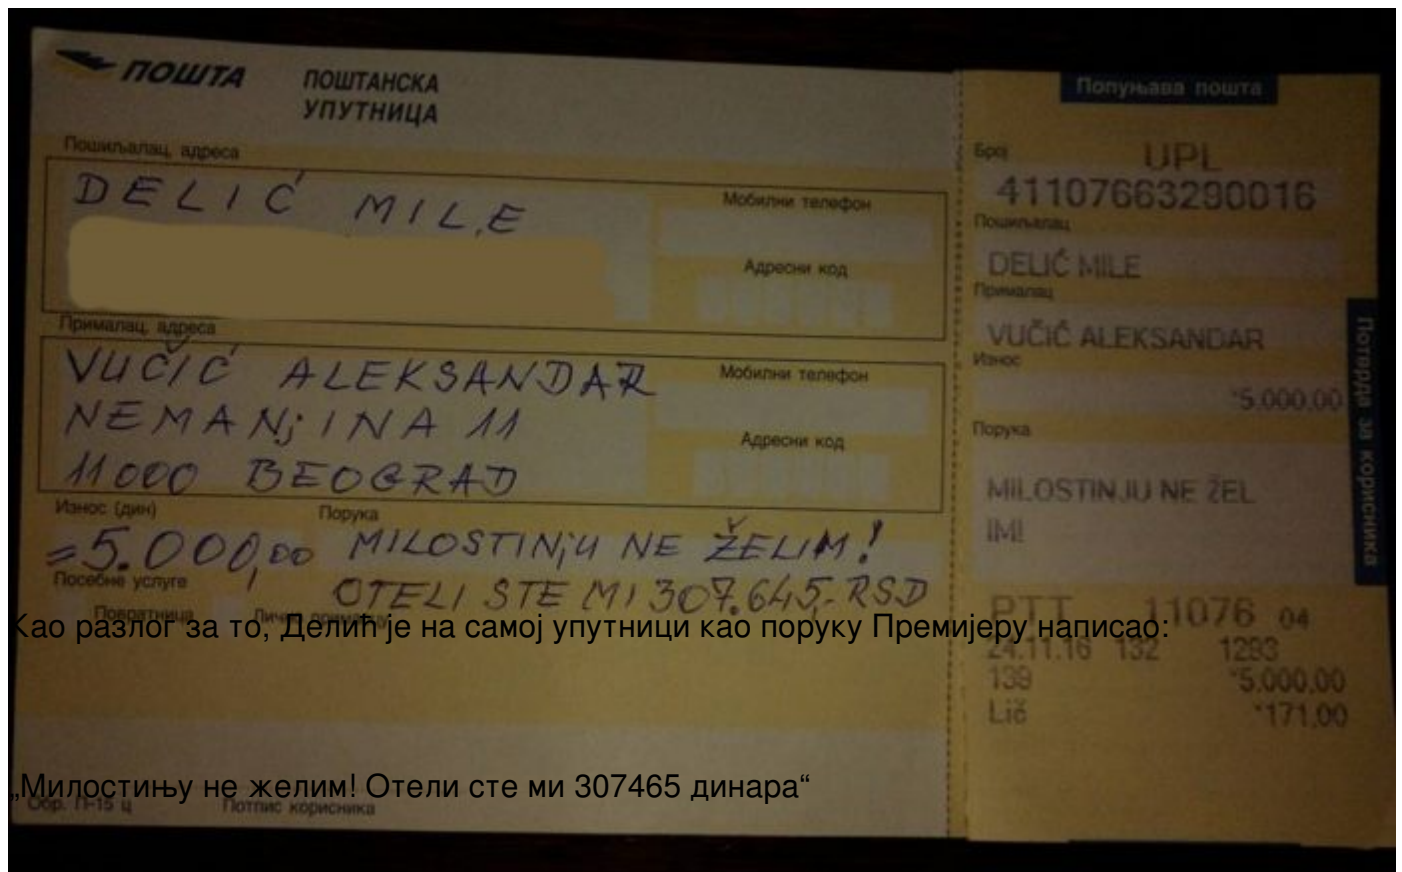 ПОШТА
ПОШТАНСКА
УПУТНИЦА
Пошиљалац, адреса
DELIĆ MILE
Мобилни телефон
Адресни код
Прималац, адреса
VUČIĆ ALEKSANDAR
NEMANjINA 11
11000 BEOGRAD
Мобилни телефон
Адресни код
Износ (дин)
=5.000,00
Порука
MILOSTINjU NE ŽELIM!
OTELI STE MI 307.645,- RSD
Посебне услуге
Повратница
Као разлог за то, Делић је на самој упутници као поруку Премијеру написао:
„Милостињу не желим! Отели сте ми 307465 динара“
Обр. П-15 ц
Потпис корисника
Попуњава пошта
Број
UPL
41107663290016
Пошиљалац
DELIĆ MILE
Прималац
VUČIĆ ALEKSANDAR
Износ
*5.000,00
Порука
MILOSTINJU NE ŽEL
IM!
PTT 11076 04
24.11.16 132 1293
139 *5.000,00
Lič *171,00
Потврда за корисника